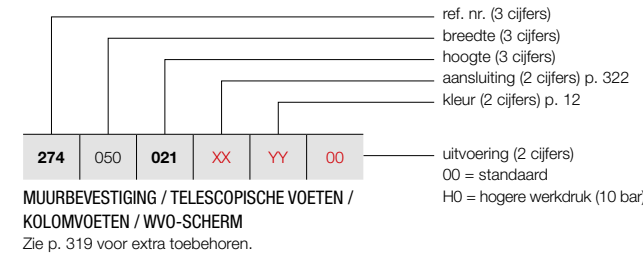 ref. nr. (3 cijfers)
breedte (3 cijfers)
hoogte (3 cijfers)
aansluiting (2 cijfers) p. 322
kleur (2 cijfers) p. 12
274 050 021 XX YY 00
uitvoering (2 cijfers)
00 = standaard
H0 = hogere werkdruk (10 bar)
MUURBEVESTIGING / TELESCOPISCHE VOETEN /
KOLOMVOETEN / WVO-SCHERM
Zie p. 319 voor extra toebehoren.